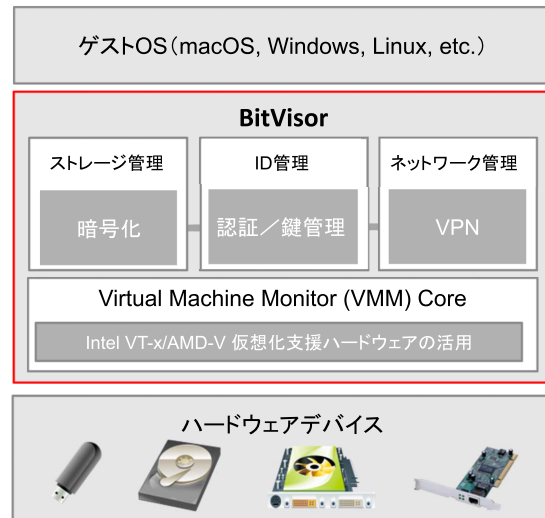 ゲストOS（macOS, Windows, Linux, etc.）
BitVisor
ストレージ管理
暗号化
ID管理
認証／鍵管理
ネットワーク管理
VPN
Virtual Machine Monitor (VMM) Core
Intel VT-x/AMD-V 仮想化支援ハードウェアの活用
ハードウェアデバイス